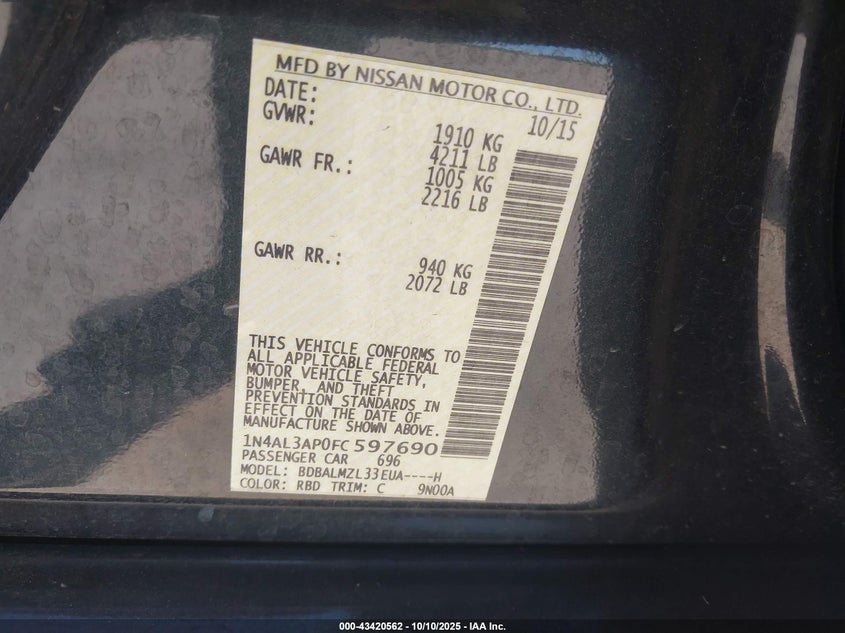 MFD BY NISSAN MOTOR CO., LTD.
DATE: 10/15
GVWR: 1910 KG
4211 LB
GAWR FR.: 1005 KG
2216 LB
GAWR RR.: 940 KG
2072 LB
THIS VEHICLE CONFORMS TO
ALL APPLICABLE FEDERAL
MOTOR VEHICLE SAFETY,
BUMPER, AND THEFT
PREVENTION STANDARDS IN
EFFECT ON THE DATE OF
MANUFACTURE SHOWN ABOVE.
1N4AL3AP0FC597690
PASSENGER CAR 696
MODEL: BDBALMZL33EUA----H
COLOR: RBD TRIM: C 9N00A
000-43420562 - 10/10/2025 - IAA Inc.